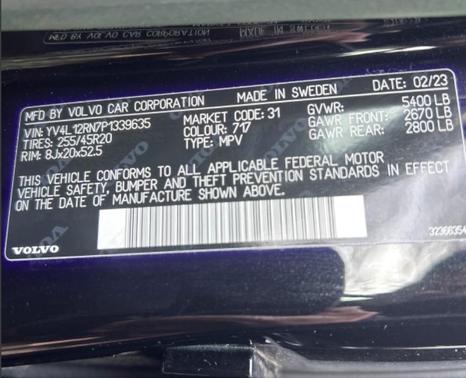 MFD BY VOLVO CAR CORPORATION MADE IN SWEDEN DATE: 02/23
VIN: YV4L12RN7P1339635 MARKET CODE: 31 GVWR: 5400 LB
TIRES: 255/45R20 COLOUR: 717 GAWR FRONT: 2670 LB
RIM: 8Jx20x52.5 TYPE: MPV GAWR REAR: 2800 LB
THIS VEHICLE CONFORMS TO ALL APPLICABLE FEDERAL MOTOR
VEHICLE SAFETY, BUMPER AND THEFT PREVENTION STANDARDS IN EFFECT
ON THE DATE OF MANUFACTURE SHOWN ABOVE.
VOLVO 32366354